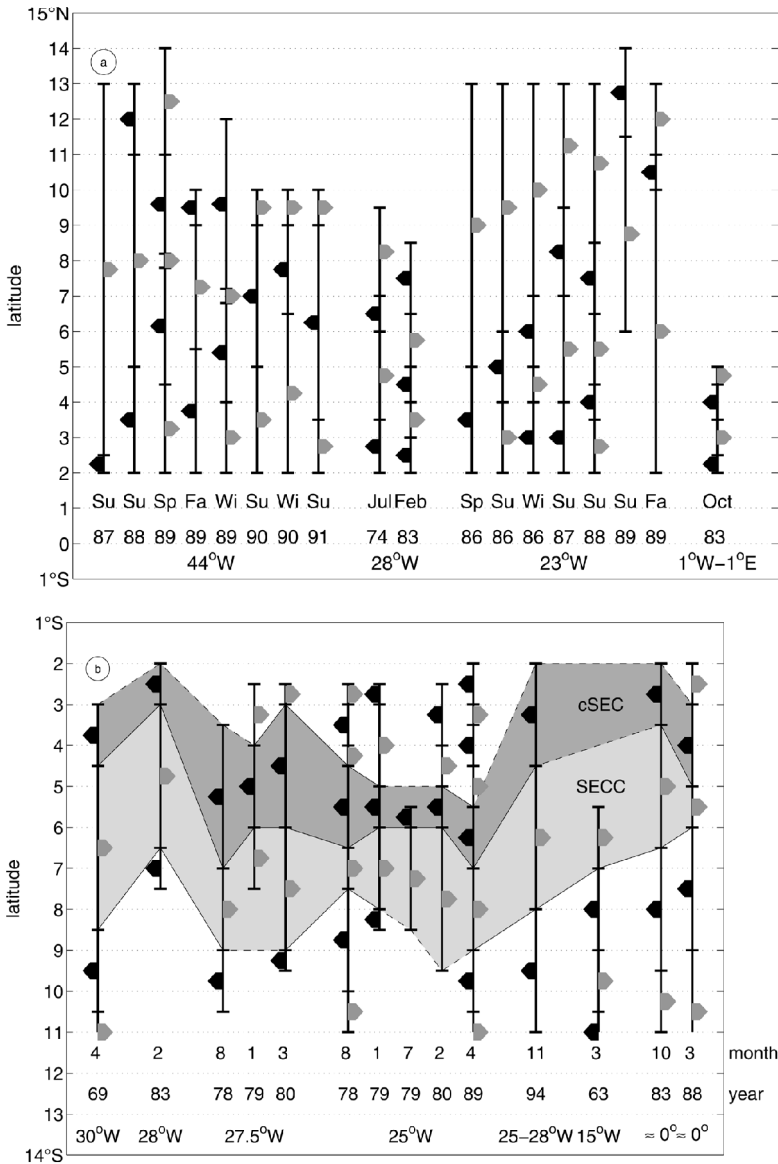 15°N
a
14
13
12
11
10
9
8
7
6
5
4
3
2
1
0
1°S
latitude
Su Su Sp Fa Wi Su Wi Su Jul Feb Sp Su Wi Su Su Su Fa Oct
87 88 89 89 89 90 90 91 74 83 86 86 86 87 88 89 89 83
44°W 28°W 23°W 1°W–1°E
1°S
b
2
3
4
5
6
7
8
9
10
11
12
13
14°S
latitude
cSEC
SECC
4 2 8 1 3 8 1 7 2 4 11 3 10 3 month
69 83 78 79 80 78 79 79 80 89 94 63 83 88 year
30°W 28°W 27.5°W 25°W 25–28°W 15°W ≈ 0° ≈ 0°